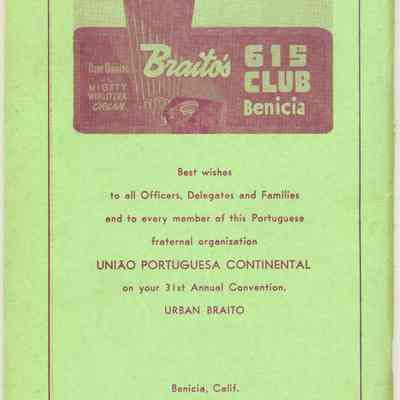 Braito's
615
CLUB
Benicia
MIGHTY
WURLITZER
ORGAN
Best wishes
to all Officers, Delegates and Families
and to every member of this Portuguese
fraternal organization
UNIÃO PORTUGUESA CONTINENTAL
on your 31st Annual Convention.
URBAN BRAITO
Benicia, Calif.